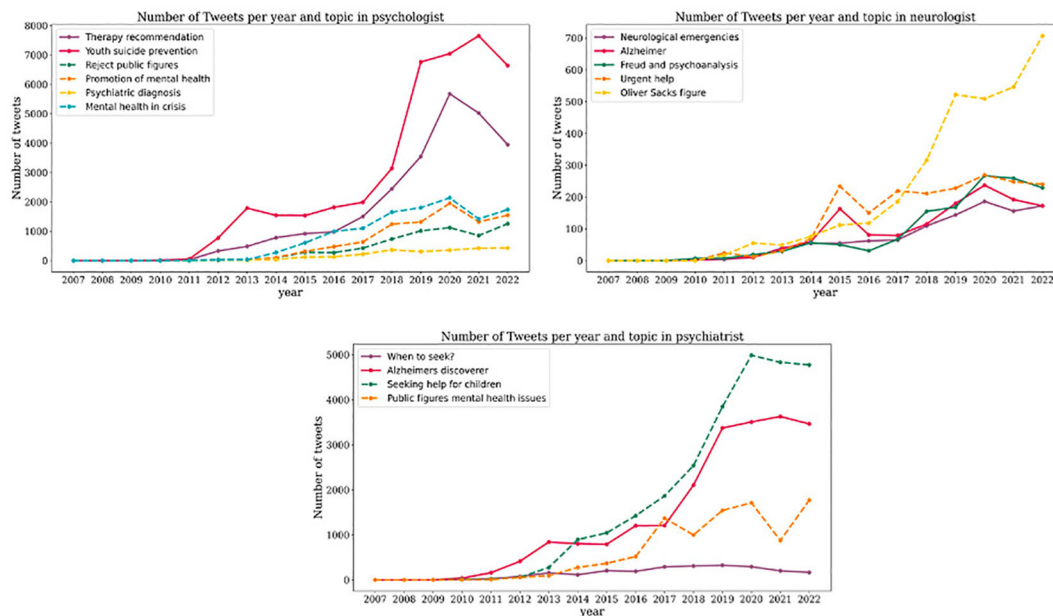 Number of Tweets per year and topic in psychologist
Therapy recommendation
Youth suicide prevention
Reject public figures
Promotion of mental health
Psychiatric diagnosis
Mental health in crisis
8000
7000
6000
5000
4000
3000
2000
1000
0
Number of tweets
2007 2008 2009 2010 2011 2012 2013 2014 2015 2016 2017 2018 2019 2020 2021 2022
year
Number of Tweets per year and topic in neurologist
Neurological emergencies
Alzheimer
Freud and psychoanalysis
Urgent help
Oliver Sacks figure
700
600
500
400
300
200
100
0
Number of tweets
2007 2008 2009 2010 2011 2012 2013 2014 2015 2016 2017 2018 2019 2020 2021 2022
year
Number of Tweets per year and topic in psychiatrist
When to seek?
Alzheimers discoverer
Seeking help for children
Public figures mental health issues
5000
4000
3000
2000
1000
0
Number of tweets
2007 2008 2009 2010 2011 2012 2013 2014 2015 2016 2017 2018 2019 2020 2021 2022
year